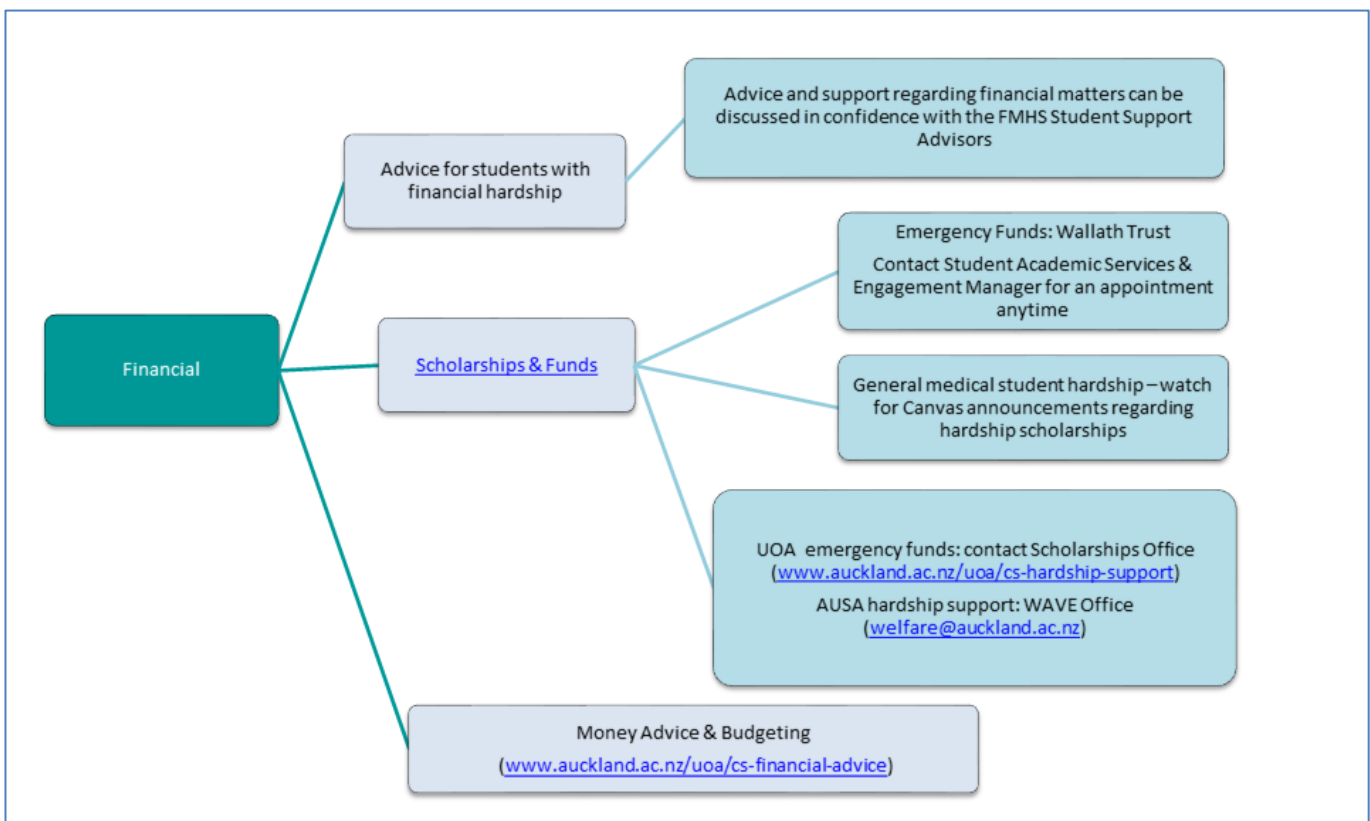 Financial
Advice for students with
financial hardship
Advice and support regarding financial matters can be
discussed in confidence with the FMHS Student Support
Advisors
Scholarships & Funds
Emergency Funds: Wallath Trust
Contact Student Academic Services &
Engagement Manager for an appointment
anytime
General medical student hardship – watch
for Canvas announcements regarding
hardship scholarships
UOA  emergency funds: contact Scholarships Office
(www.auckland.ac.nz/uoa/cs-hardship-support)
AUSA hardship support: WAVE Office
(welfare@auckland.ac.nz)
Money Advice & Budgeting
(www.auckland.ac.nz/uoa/cs-financial-advice)